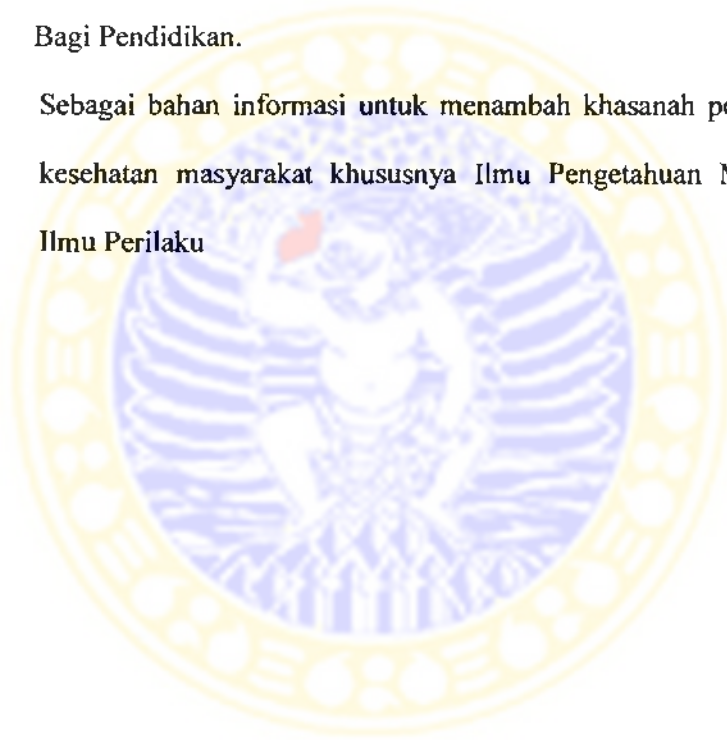 Bagi Pendidikan.
Sebagai bahan informasi untuk menambah khasanah
kesehatan masyarakat khususnya Ilmu Pengetahuan
Ilmu Perilaku